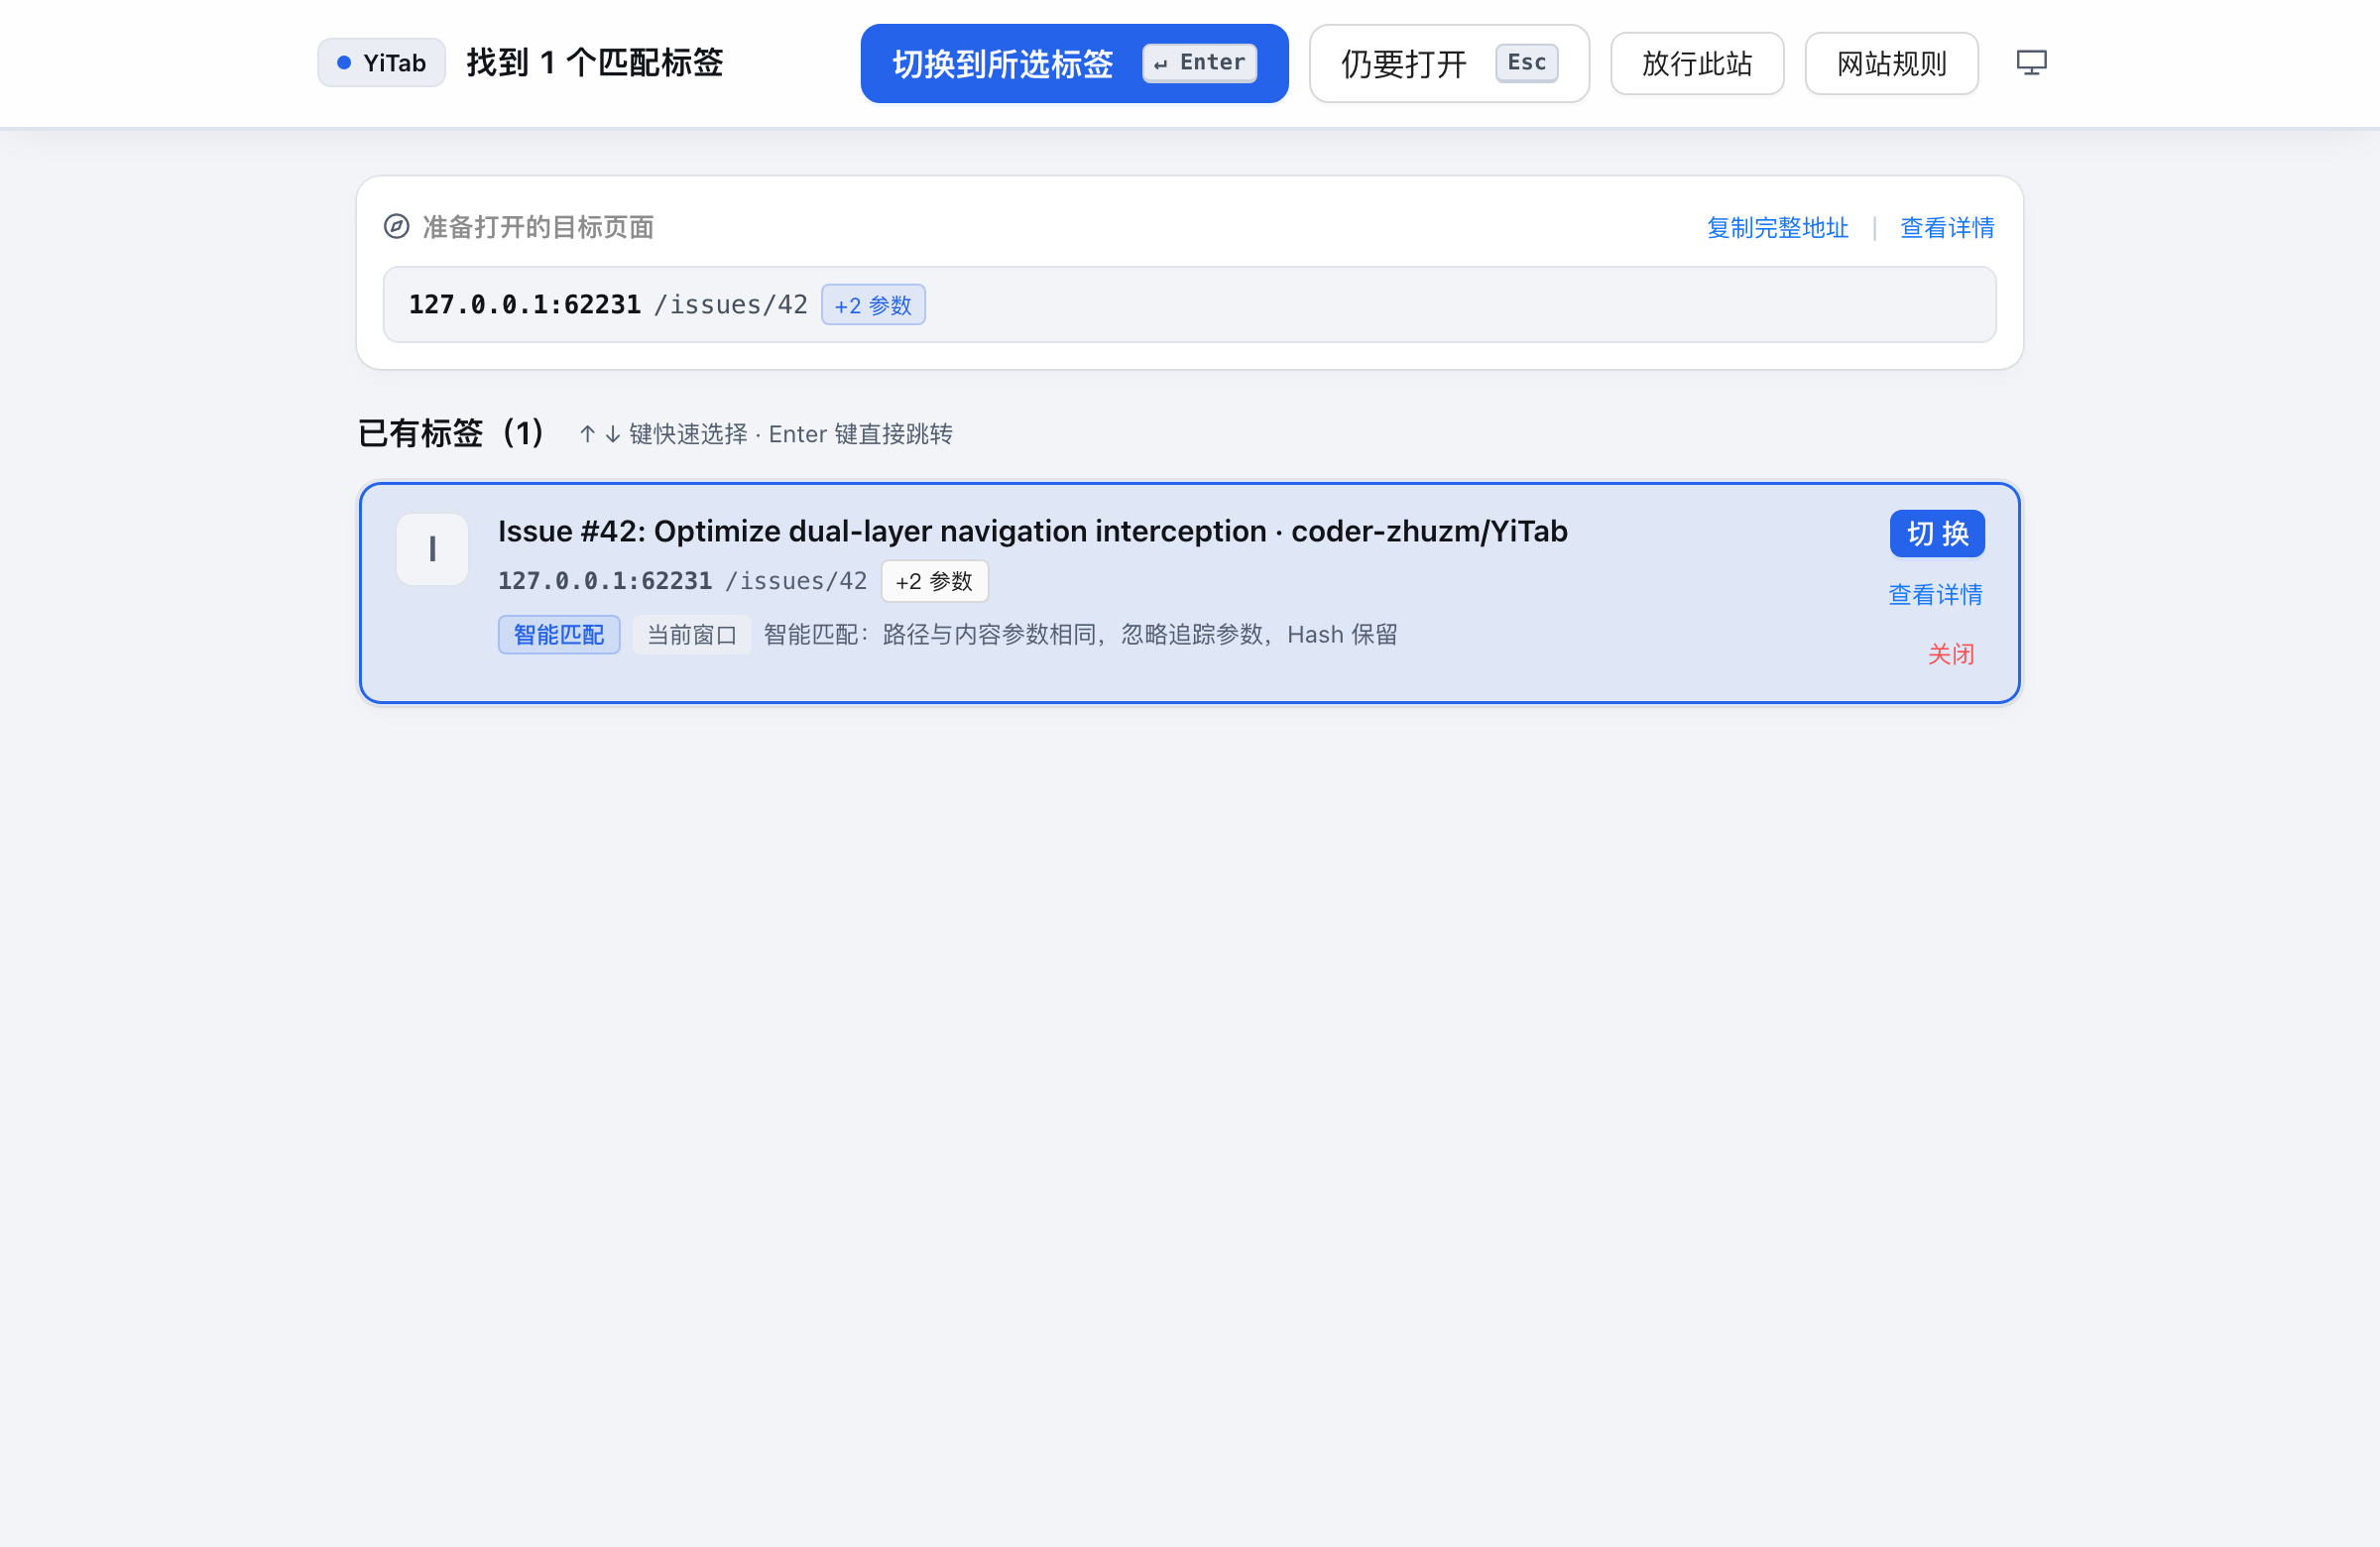 YiTab 找到 1 个匹配标签 切换到所选标签 ↵ Enter 仍要打开 Esc 放行此站 网站规则
准备打开的目标页面 复制完整地址 | 查看详情
127.0.0.1:62231 /issues/42 +2 参数
已有标签（1） ↑ ↓ 键快速选择 · Enter 键直接跳转
I Issue #42: Optimize dual-layer navigation interception · coder-zhuzm/YiTab 切 换
127.0.0.1:62231 /issues/42 +2 参数 查看详情
智能匹配 当前窗口 智能匹配：路径与内容参数相同，忽略追踪参数，Hash 保留
关闭